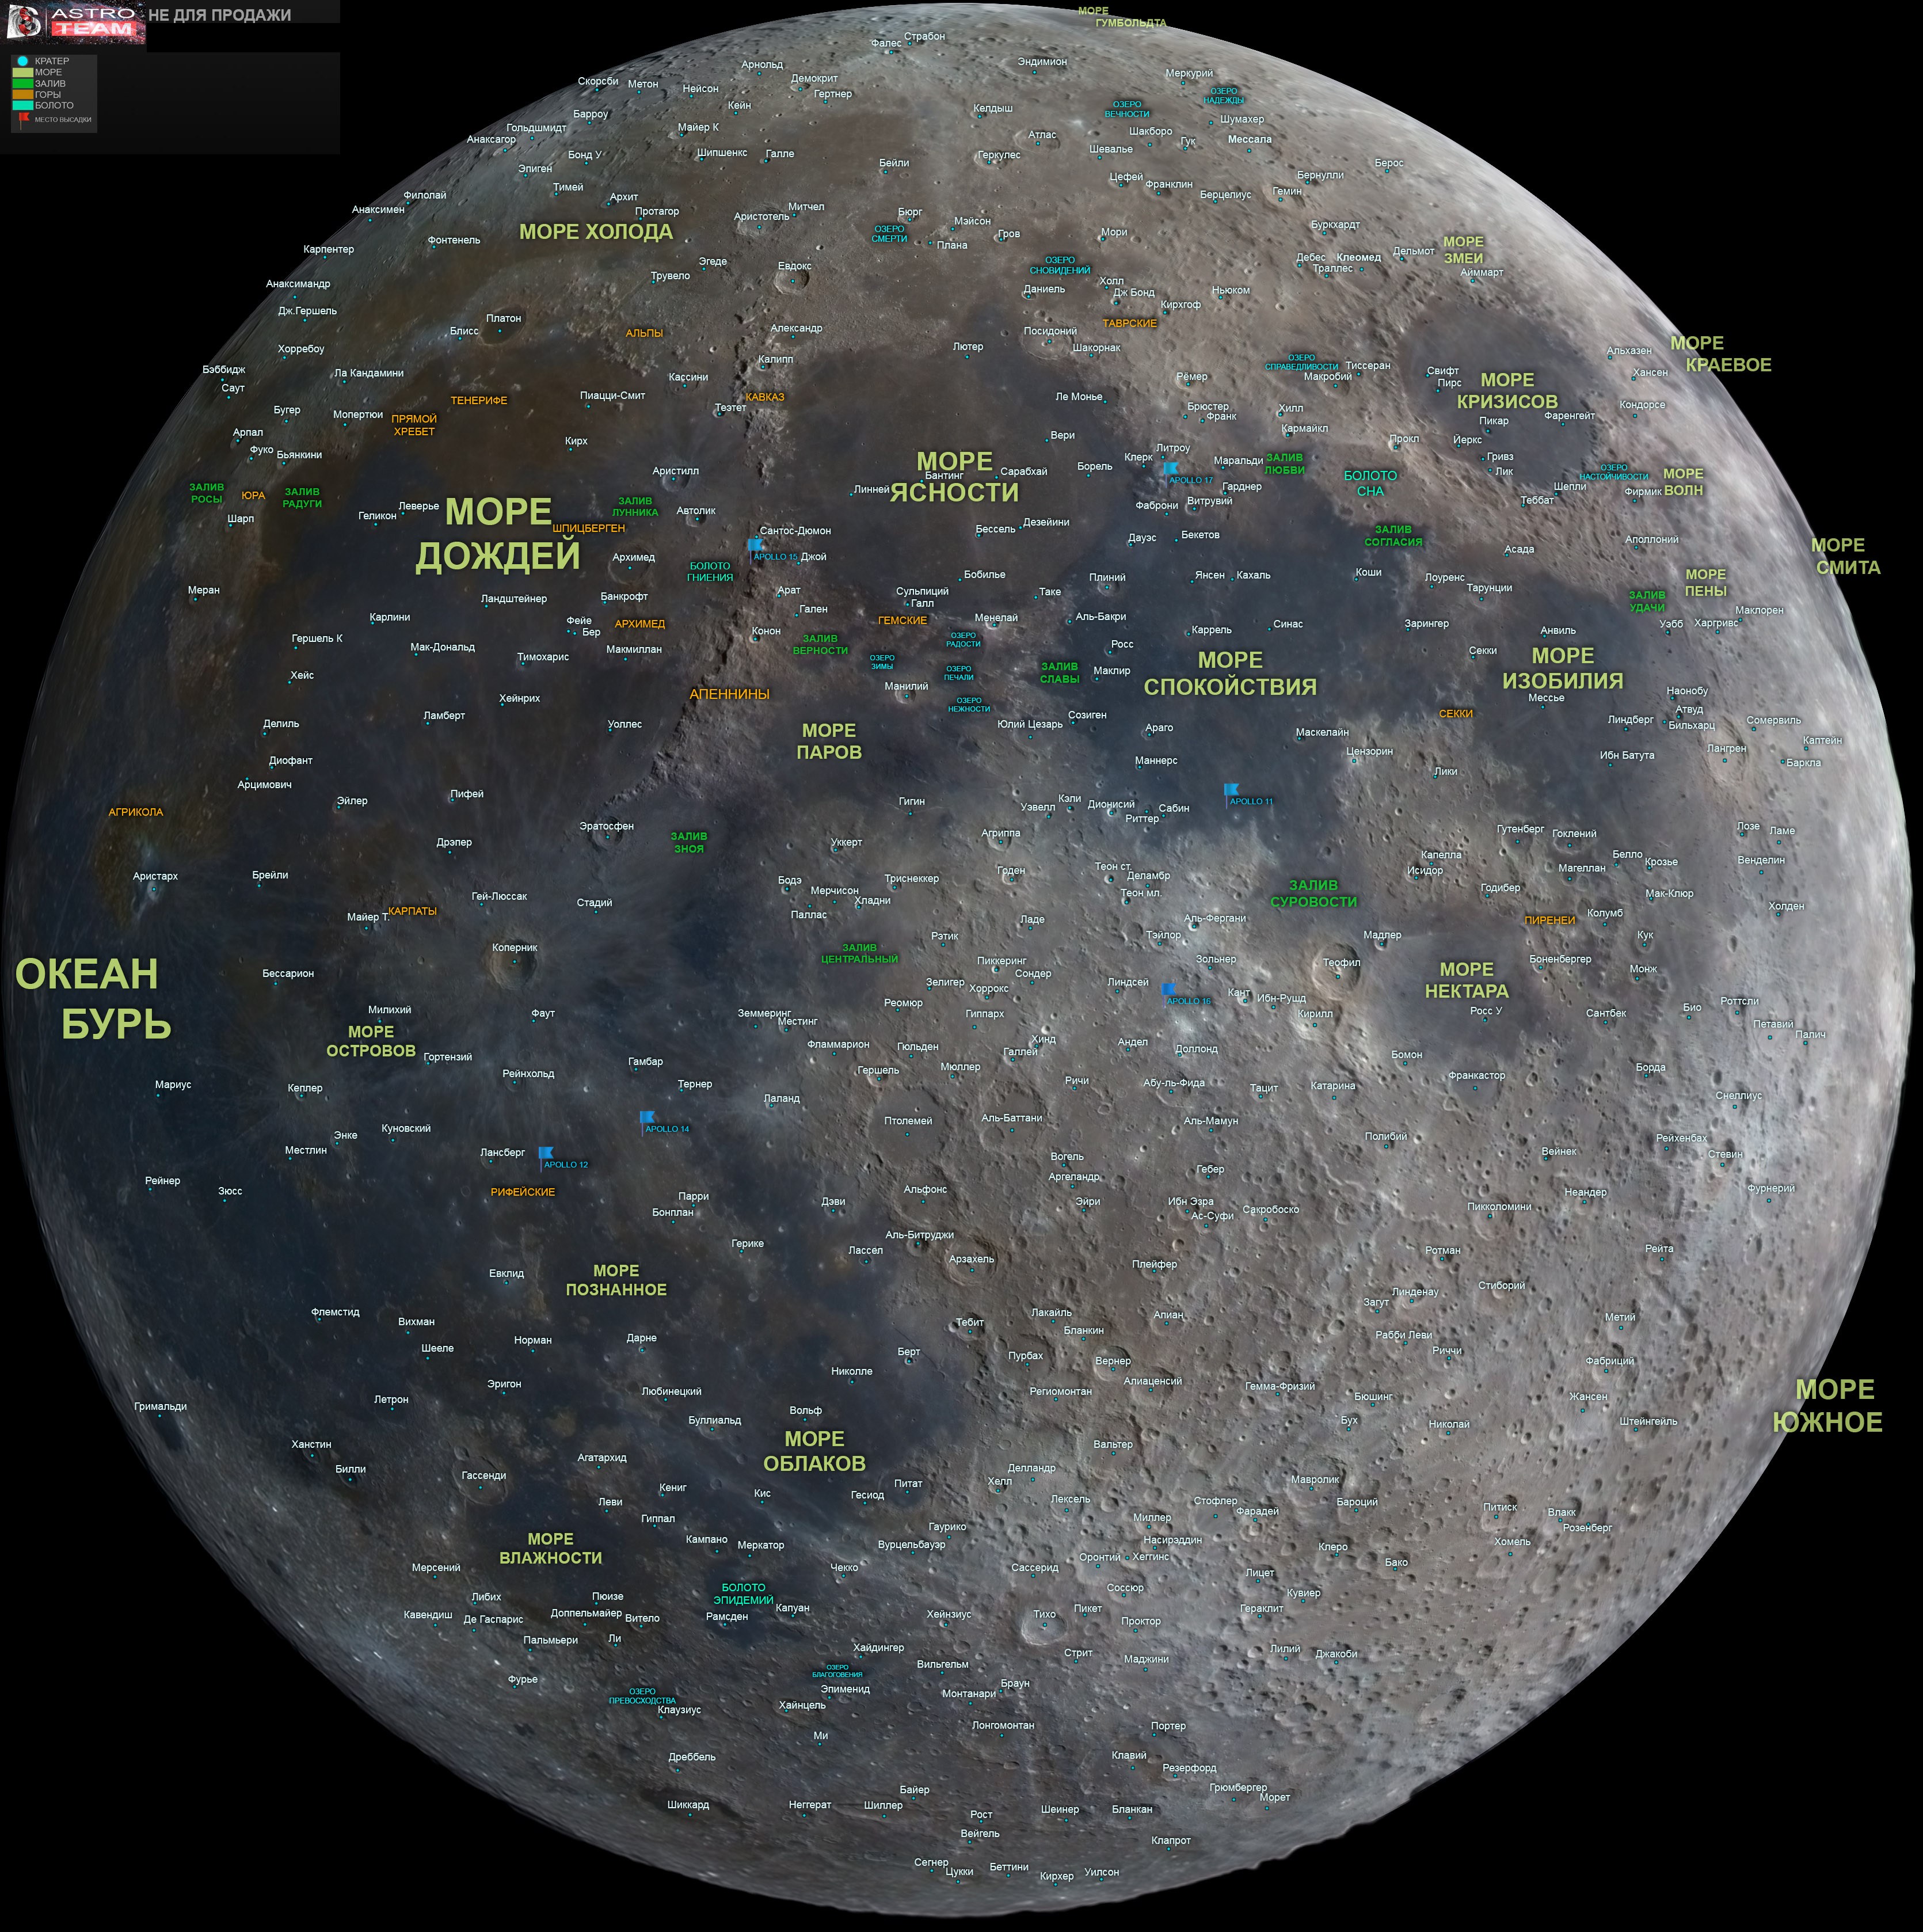 ASTRO
TEAM
НЕ ДЛЯ ПРОДАЖИ
КРАТЕР
МОРЕ
ЗАЛИВ
ГОРЫ
БОЛОТО
МЕСТО ВЫСАДКИ
МОРЕ
ГУМБОЛЬДТА
Страбон
Фалес
Эндимион
Арнольд
Меркурий
Скорсби
Метон
Нейсон
Демокрит
Гертнер
ОЗЕРО
НАДЕЖДЫ
Кейн
Келдыш
ОЗЕРО
ВЕЧНОСТИ
Барроу
Шумахер
Гольдшмидт
Майер К
Анаксагор
Атлас
Шакборо
Гук
Мессала
Бонд У
Шипшенкс
Галле
Геркулес
Шевалье
Бейли
Берос
Эпиген
Цефей
Франклин
Бернулли
Тимей
Берцелиус
Гемин
Филолай
Архит
Анаксимен
Протагор
Аристотель
Митчел
Бюрг
Мэйсон
МОРЕ ХОЛОДА
ОЗЕРО
СМЕРТИ
Гров
Мори
Буркхардт
Карпентер
Фонтенель
Плана
МОРЕ
ЗМЕИ
Дельмот
Эгеде
Евдокс
ОЗЕРО
СНОВИДЕНИЙ
Дебес
Клеомед
Траллес
Айммарт
Трувело
Анаксимандр
Холл
Даниель
Дж Бонд
Ньюком
Кирхгоф
Дж.Гершель
Платон
Блисс
АЛЬПЫ
Александр
Посидоний
ТАВРСКИЕ
Шакорнак
Хорребоу
Лютер
МОРЕ
КРАЕВОЕ
Альхазен
Калипп
ОЗЕРО
СПРАВЕДЛИВОСТИ
Тиссеран
Бэббидж
Ла Кандамини
Кассини
Рёмер
Макробий
Свифт
Пирс
Хансен
Саут
МОРЕ
КРИЗИСОВ
ТЕНЕРИФЕ
Пиацци-Смит
КАВКАЗ
Теэтет
Ле Монье
Брюстер
Франк
Хилл
Кондорсе
Фаренгейт
Бугер
Мопертюи
ПРЯМОЙ
ХРЕБЕТ
Пикар
Кармайкл
Арпал
Кирх
Вери
Прокл
Йеркс
Фуко
Бьянкини
МОРЕ
ЯСНОСТИ
Бантинг
Сарабхай
Борель
Клерк
Литроу
APOLLO 17
Маральди
ЗАЛИВ
ЛЮБВИ
Гривз
Лик
Аристилл
БОЛОТО
СНА
ОЗЕРО
НАСТОЙЧИВОСТИ
МОРЕ
ВОЛН
ЗАЛИВ
РОСЫ
ЮРА
ЗАЛИВ
РАДУГИ
Линней
Гарднер
Шепли
Фирмик
Теббат
Шарп
Геликон
Леверье
МОРЕ
ДОЖДЕЙ
ЗАЛИВ
ЛУННИКА
Автолик
Фаброни
Витрувий
ШПИЦБЕРГЕН
Сантос-Дюмон
Бессель
Дезейини
Дауэс
Бекетов
ЗАЛИВ
СОГЛАСИЯ
Асада
Аполлоний
МОРЕ
СМИТА
Архимед
APOLLO 15
Джой
БОЛОТО
ГНИЕНИЯ
Бобилье
Плиний
Янсен
Кахаль
Коши
Лоуренс
Тарунции
МОРЕ
ПЕНЫ
Меран
Арат
Сульпиций
Галл
Таке
ЗАЛИВ
УДАЧИ
Маклорен
Ландштейнер
Банкрофт
Гален
Карлини
Фейе
Бер
АРХИМЕД
ГЕМСКИЕ
Менелай
Аль-Бакри
Каррель
Синас
Зарингер
Анвиль
Уэбб
Харгривс
Гершель К
Конон
ЗАЛИВ
ВЕРНОСТИ
ОЗЕРО
РАДОСТИ
Мак-Дональд
Тимохарис
Макмиллан
Росс
Секки
МОРЕ
ИЗОБИЛИЯ
ОЗЕРО
ЗИМЫ
МОРЕ
СПОКОЙСТВИЯ
Хейс
ОЗЕРО
ПЕЧАЛИ
ЗАЛИВ
СЛАВЫ
Маклир
Хейнрих
АПЕННИНЫ
Манилий
ОЗЕРО
НЕЖНОСТИ
Мессье
Наонобу
Атвуд
Делиль
Ламберт
Уоллес
МОРЕ
ПАРОВ
Юлий Цезарь
Созиген
СЕККИ
Линдберг
Бильхарц
Сомервиль
Араго
Маскелайн
Каптейн
Диофант
Маннерс
Цензорин
Ибн Батута
Лангрен
Баркла
Арцимович
Лики
Эйлер
Пифей
Гигин
Уэвелл
Кэли
Дионисий
Сабин
Риттер
APOLLO 11
АГРИКОЛА
Эратосфен
ЗАЛИВ
ЗНОЯ
Агриппа
Гутенберг
Гоклений
Лозе
Ламе
Дрэпер
Уккерт
Белло
Крозье
Венделин
Аристарх
Брейли
Бодэ
Триснеккер
Годен
Теон ст.
Деламбр
Капелла
Исидор
Магеллан
Гей-Люссак
Мерчисон
Хладни
Теон мл.
ЗАЛИВ
СУРОВОСТИ
Годибер
Мак-Клюр
Майер Т.
КАРПАТЫ
Стадий
Паллас
Ладе
Аль-Фергани
ПИРЕНЕИ
Колумб
Холден
Коперник
ЗАЛИВ
ЦЕНТРАЛЬНЫЙ
Рэтик
Тэйлор
Мадлер
Кук
ОКЕАН
БУРЬ
Бессарион
Пиккеринг
Сондер
Зольнер
Теофил
МОРЕ
НЕКТАРА
Боненбергер
Монж
Зелигер
Хоррокс
Линдсей
APOLLO 16
Кант
Ибн-Рушд
Милихий
Реомюр
МОРЕ
ОСТРОВОВ
Фаут
Земмеринг
Местинг
Гиппарх
Кирилл
Росс У
Сантбек
Био
Роттсли
Петавий
Палич
Гортензий
Фламмарион
Гюльден
Хинд
Галлей
Андел
Доллонд
Бомон
Гамбар
Мюллер
Борда
Мариус
Кеплер
Рейнхольд
Тернер
Гершель
Ричи
Абу-ль-Фида
Тацит
Катарина
Франкастор
Снеллиус
Лаланд
Энке
Куновский
APOLLO 14
Птолемей
Аль-Баттани
Аль-Мамун
Полибий
Рейхенбах
Местлин
Лансберг
APOLLO 12
Вогель
Вейнек
Стевин
Рейнер
Зюсс
РИФЕЙСКИЕ
Парри
Альфонс
Аргеландр
Гебер
Неандер
Фурнерий
Бонплан
Дэви
Эйри
Ибн Эзра
Ас-Суфи
Сакробоско
Пикколомини
Герике
Лассел
Аль-Битруджи
Арзахель
Плейфер
Ротман
Рейта
Евклид
МОРЕ
ПОЗНАННОЕ
Линденау
Стиборий
Флемстид
Вихман
Лакайль
Апиан
Загут
Метий
Шееле
Норман
Дарне
Тебит
Бланкин
Рабби Леви
Риччи
Берт
Пурбах
Вернер
Фабриций
Летрон
Эригон
Любинецкий
Николле
Региомонтан
Алиаценсий
Гемма-Фризий
Бюшинг
Жансен
МОРЕ
ЮЖНОЕ
Гримальди
Буллиальд
Вольф
Бух
Николай
Штейнгейль
Ханстин
МОРЕ
ОБЛАКОВ
Вальтер
Билли
Гассенди
Агатархид
Делландр
Хелл
Мавролик
Кениг
Кис
Питат
Гесиод
Леви
Лексель
Стофлер
Фарадей
Бароций
Питиск
Влакк
Розенберг
Гиппал
Гаурико
Миллер
МОРЕ
ВЛАЖНОСТИ
Кампано
Меркатор
Вурцельбауэр
Насирэддин
Клеро
Хомель
Мерсений
Чекко
Сассерид
Оронтий
Хеггинс
Бако
Либих
Пюизе
БОЛОТО
ЭПИДЕМИЙ
Соссюр
Лицет
Кувиер
Кавендиш
Де Гаспарис
Доппельмайер
Витело
Рамсден
Капуан
Хейнзиус
Тихо
Пикет
Проктор
Гераклит
Пальмьери
Ли
Хайдингер
Стрит
Маджини
Лилий
Джакоби
Фурье
ОЗЕРО
БЛАГОГОВЕНИЯ
Вильгельм
ОЗЕРО
ПРЕВОСХОДСТВА
Эпименид
Монтанари
Браун
Клаузиус
Хайнцель
Ми
Лонгомонтан
Портер
Дреббель
Клавий
Резерфорд
Шиккард
Неггерат
Шиллер
Байер
Грюмбергер
Морет
Рост
Шеинер
Бланкан
Вейгель
Клапрот
Сегнер
Цукки
Беттини
Кирхер
Уилсон